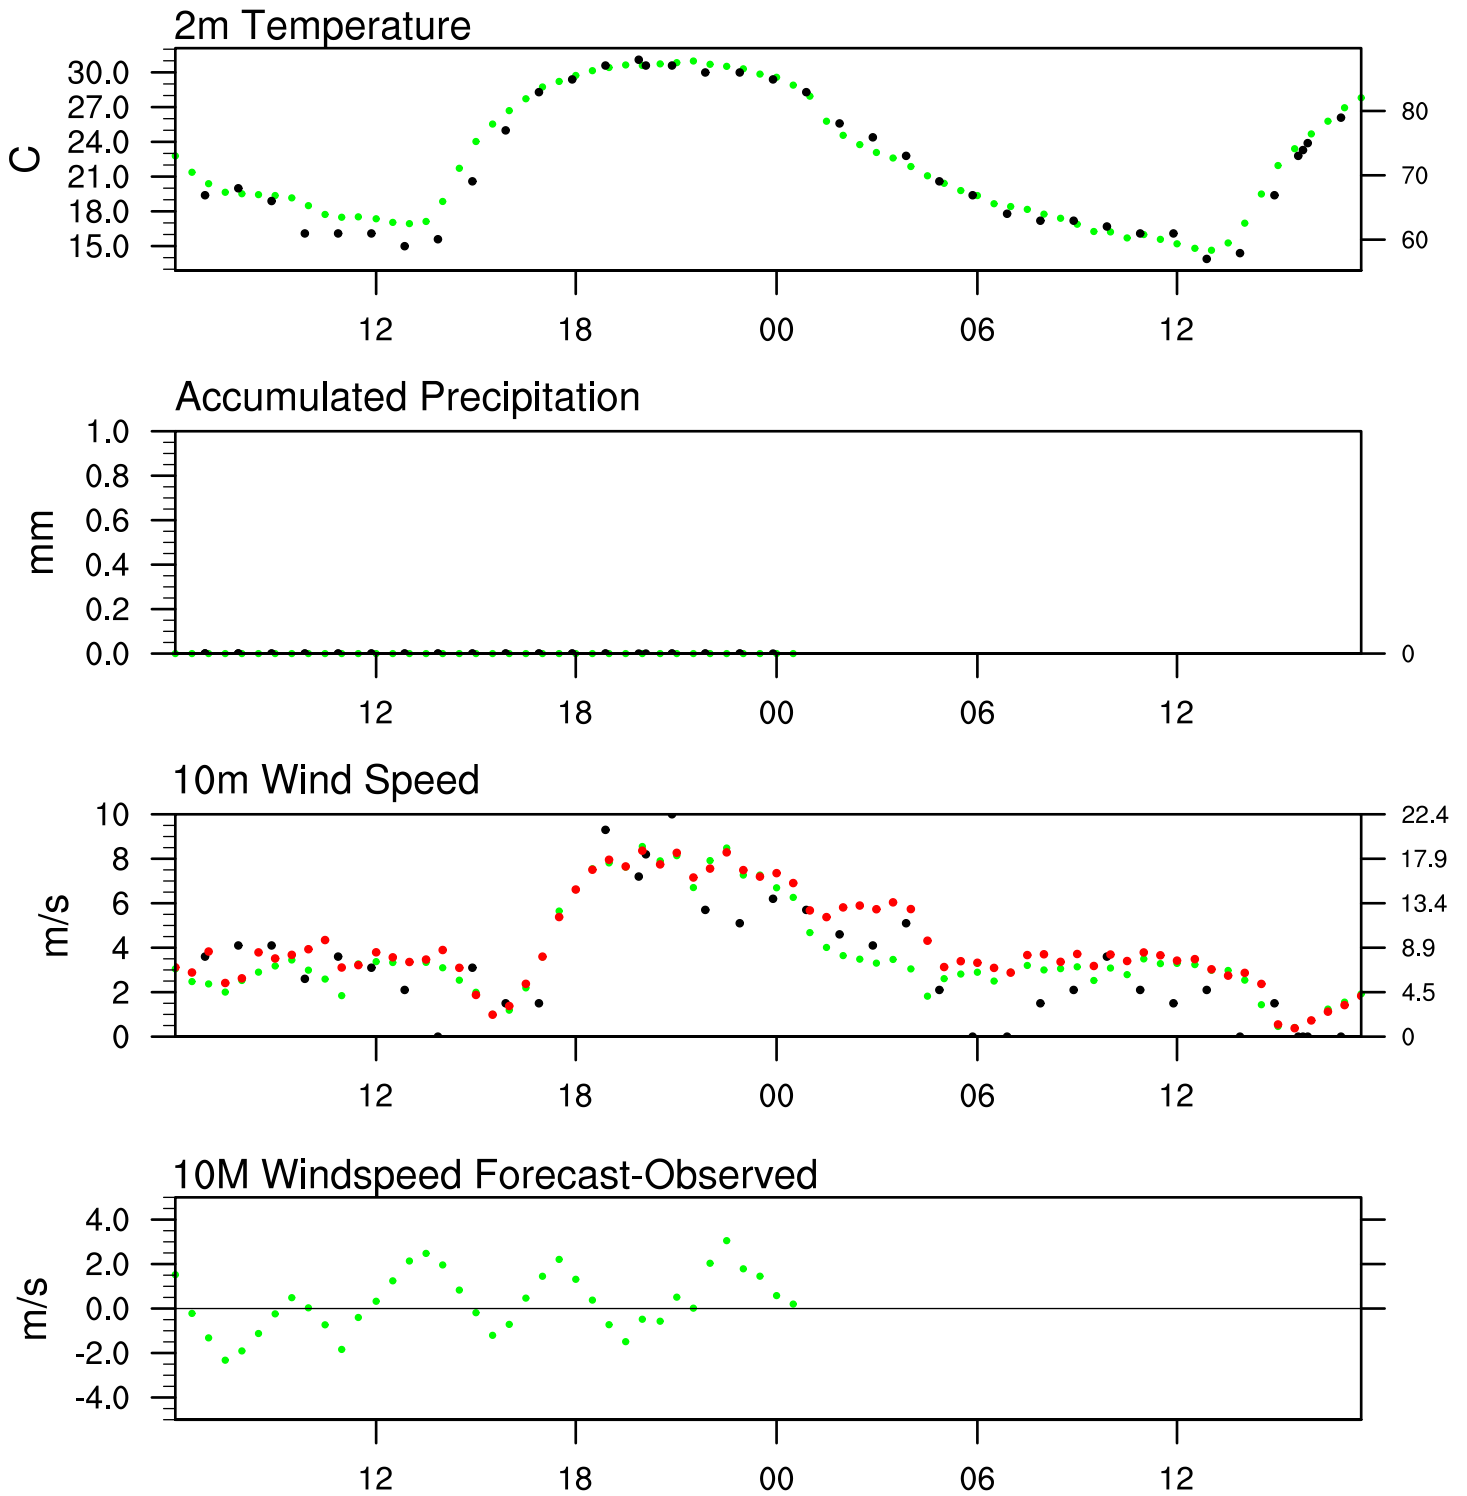 2m Temperature
30.0
27.0
24.0
21.0
18.0
15.0
C
80
70
60
12 18 00 06 12
Accumulated Precipitation
1.0
0.8
0.6
0.4
0.2
0.0
mm
0
12 18 00 06 12
10m Wind Speed
10
8
6
4
2
0
m/s
22.4
17.9
13.4
8.9
4.5
0
12 18 00 06 12
10M Windspeed Forecast-Observed
4.0
2.0
0.0
-2.0
-4.0
m/s
12 18 00 06 12